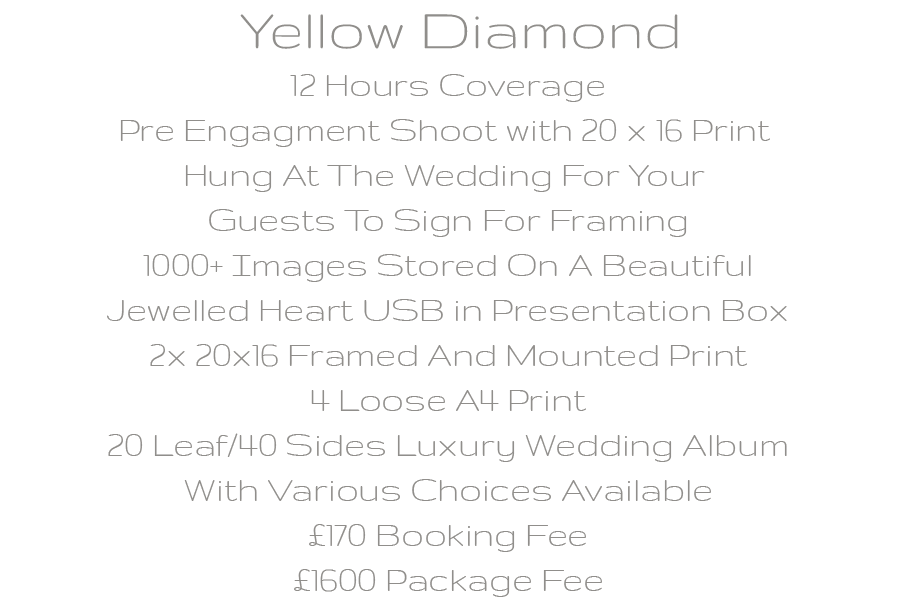 Yellow Diamond
12 Hours Coverage
Pre Engagment Shoot with 20 x 16 Print
Hung At The Wedding For Your
Guests To Sign For Framing
1000+ Images Stored On A Beautiful
Jewelled Heart USB in Presentation Box
2x 20x16 Framed And Mounted Print
4 Loose A4 Print
20 Leaf/40 Sides Luxury Wedding Album
With Various Choices Available
£170 Booking Fee
£1600 Package Fee